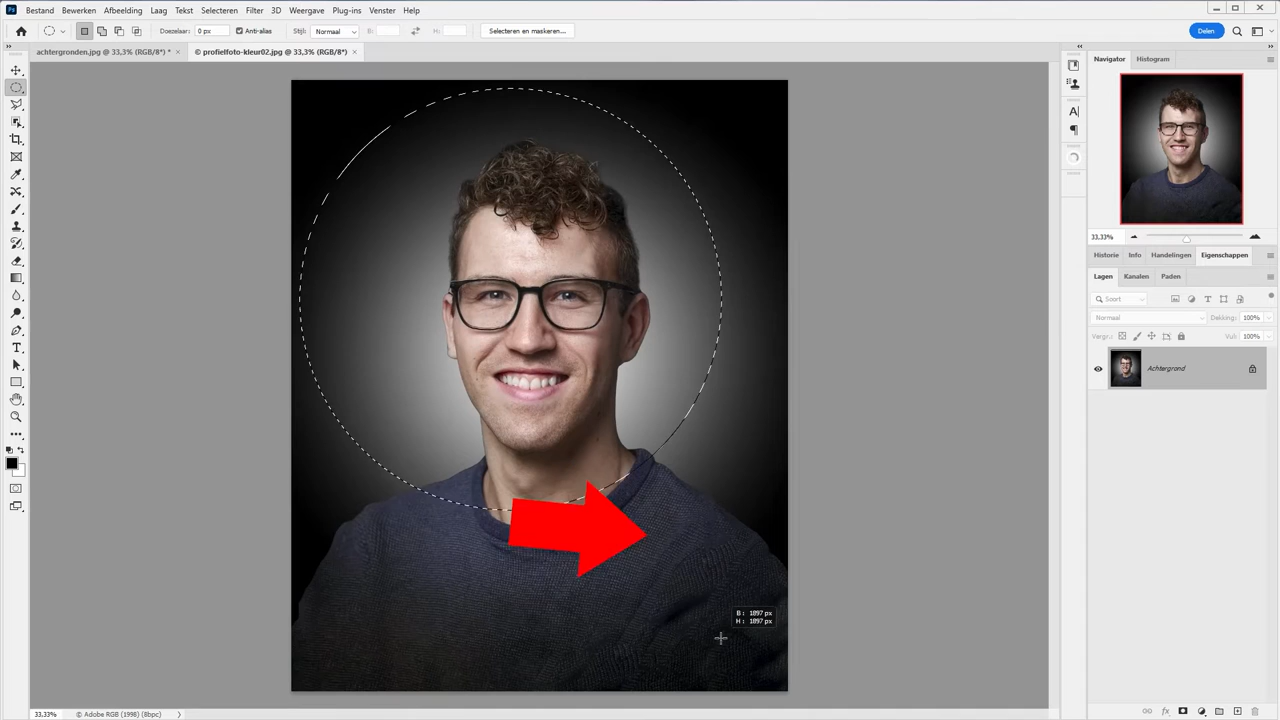 Ps Bestand Bewerken Afbeelding Laag Tekst Selecteren Filter 3D Weergave Plug-ins Venster Help
Doezelaar: 0 px Anti-alias Stijl: Normaal B: H: Selecteren en maskeren... Delen
achtergronden.jpg @ 33,3% (RGB/8*) * × © profielfoto-kleur02.jpg @ 33,3% (RGB/8*) ×
Navigator Histogram
33,33%
Historie Info Handelingen Eigenschappen
Lagen Kanalen Paden
Soort
Normaal Dekking: 100%
Vergr.: Vul: 100%
Achtergrond
B: 1897 px
H: 1897 px
33,33% © Adobe RGB (1998) (8bpc)